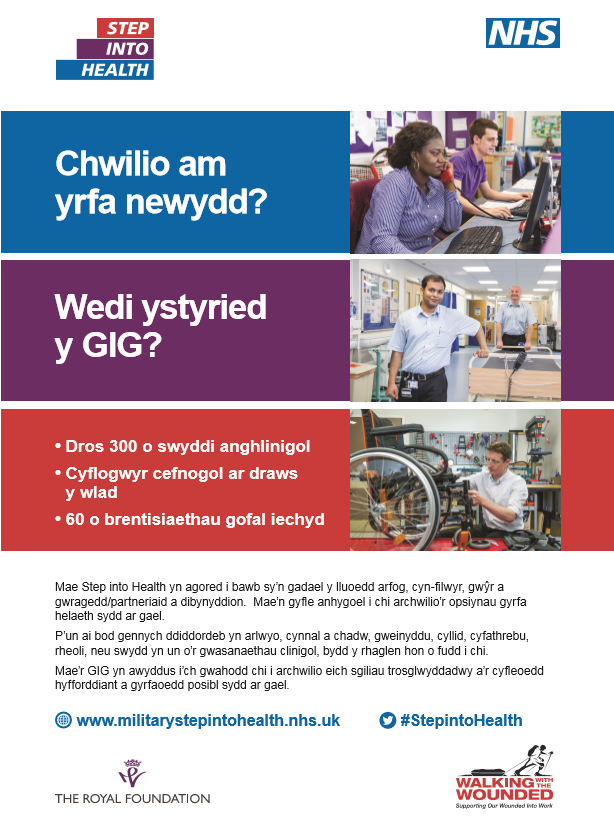 STEP
INTO
HEALTH
NHS
Chwilio am
yrfa newydd?
Wedi ystyried
y GIG?
• Dros 300 o swyddi anghlinigol
• Cyflogwyr cefnogol ar draws
y wlad
• 60 o brentisiaethau gofal iechyd
Mae Step into Health yn agored i bawb sy'n gadael y lluoedd arfog, cyn-filwyr, gwŷr a
gwragedd/partneriaid a dibynyddion. Mae'n gyfle anhygoel i chi archwilio'r opsiynau gyrfa
helaeth sydd ar gael.
P'un ai bod gennych ddiddordeb yn arlwyo, cynnal a chadw, gweinyddu, cyllid, cyfathrebu,
rheoli, neu swydd yn un o'r gwasanaethau clinigol, bydd y rhaglen hon o fudd i chi.
Mae'r GIG yn awyddus i'ch gwahodd chi i archwilio eich sgiliau trosglwyddadwy a'r cyfleoedd
hyfforddiant a gyrfaoedd posibl sydd ar gael.
www.militarystepintohealth.nhs.uk
#StepintoHealth
THE ROYAL FOUNDATION
WALKING WITH THE
WOUNDED
Supporting Our Wounded Into Work